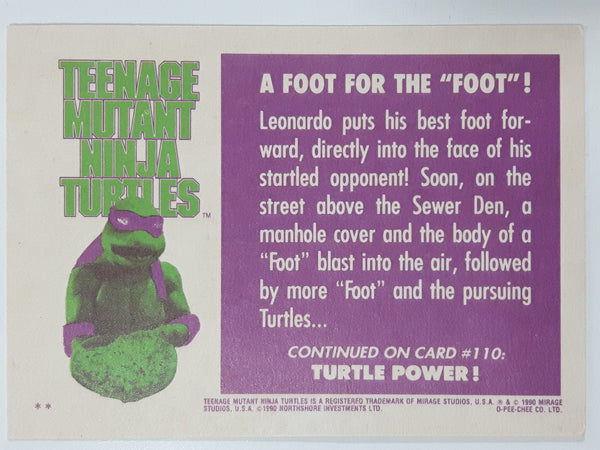 TEENAGE
MUTANT
NINJA
TURTLES
TM
A FOOT FOR THE "FOOT"!
Leonardo puts his best foot for-
ward, directly into the face of his
startled opponent! Soon, on the
street above the Sewer Den, a
manhole cover and the body of a
"Foot" blast into the air, followed
by more "Foot" and the pursuing
Turtles...
CONTINUED ON CARD #110:
TURTLE POWER!
**
TEENAGE MUTANT NINJA TURTLES IS A REGISTERED TRADEMARK OF MIRAGE STUDIOS, U.S.A. ® & © 1990 MIRAGE
STUDIOS, U.S.A. © 1990 NORTHSHORE INVESTMENTS LTD. O-PEE-CHEE CO. LTD.